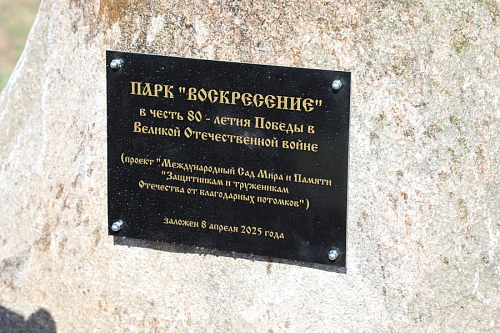 ПАРК "ВОСКРЕСЕНИЕ"
в честь 80 - летия Победы в
Великой Отечественной войне
(проект "Международный Сад Мира и Памяти
"Защитникам и труженикам
Отечества от благодарных потомков")
заложен 8 апреля 2025 года